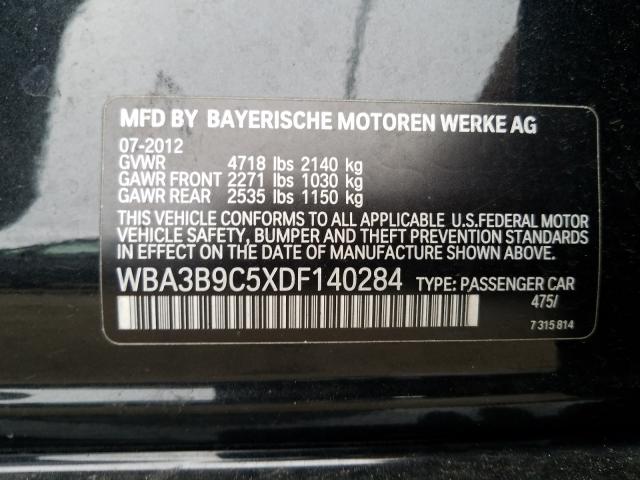 MFD BY BAYERISCHE MOTOREN WERKE AG
07-2012
GVWR 4718 lbs 2140 kg
GAWR FRONT 2271 lbs 1030 kg
GAWR REAR 2535 lbs 1150 kg
THIS VEHICLE CONFORMS TO ALL APPLICABLE U.S.FEDERAL MOTOR
VEHICLE SAFETY, BUMPER AND THEFT PREVENTION STANDARDS
IN EFFECT ON THE DATE OF MANUFACTURE SHOWN ABOVE.
WBA3B9C5XDF140284 TYPE: PASSENGER CAR
475/
7 315 814